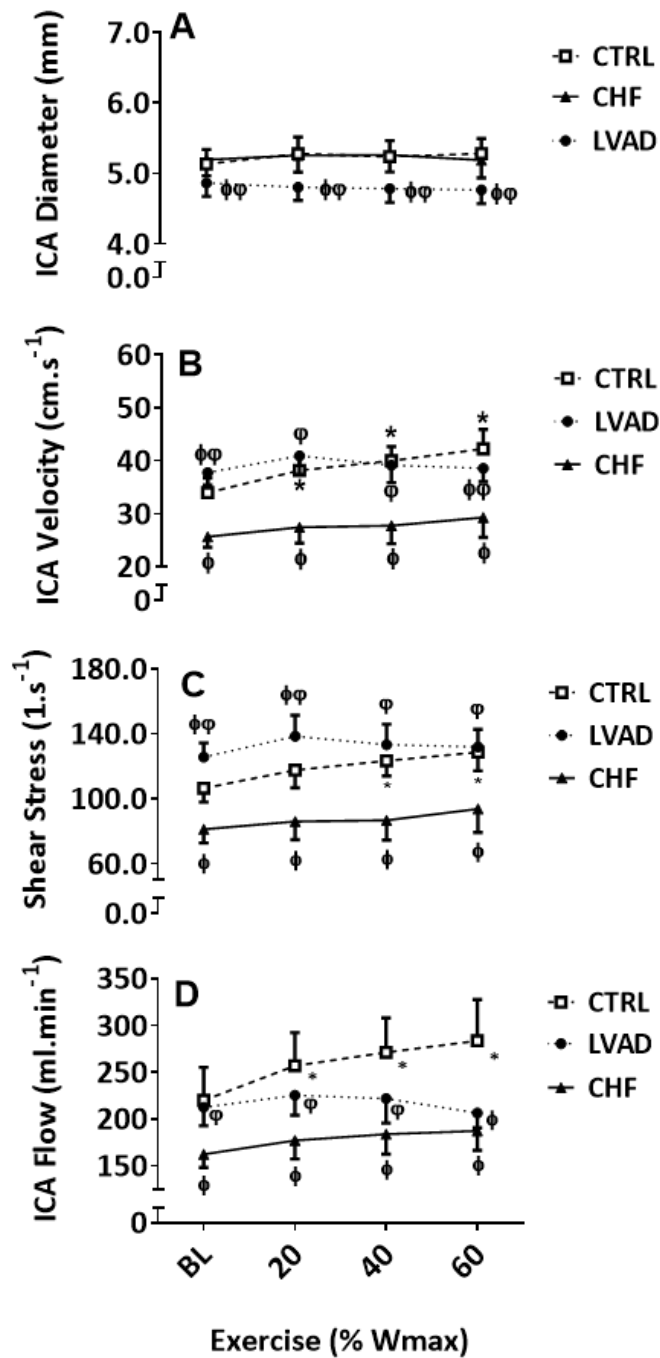 A
7.0
6.0
5.0
4.0
0.0
ICA Diameter (mm)
CTRL
CHF
LVAD
ϕφ ϕφ ϕφ ϕφ
B
60
50
40
30
20
0
ICA Velocity (cm.s⁻¹)
CTRL
LVAD
CHF
ϕφ φ * *
* φ ϕφ
ϕ ϕ ϕ ϕ
C
180.0
140.0
100.0
60.0
0.0
Shear Stress (1.s⁻¹)
CTRL
LVAD
CHF
ϕφ ϕφ φ φ
* *
ϕ ϕ ϕ ϕ
D
350
300
250
200
150
0
ICA Flow (ml.min⁻¹)
CTRL
LVAD
CHF
* * *
φ φ φ ϕ
ϕ ϕ ϕ ϕ
BL 20 40 60
Exercise (% Wmax)